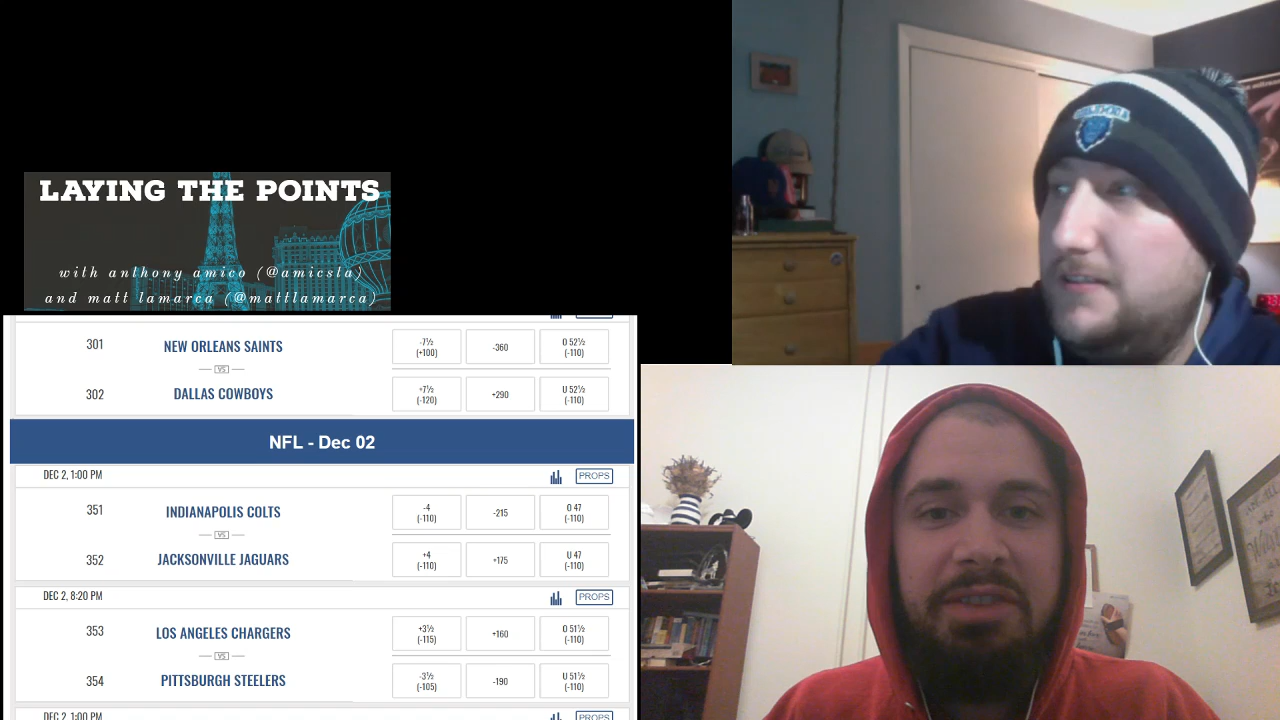 LAYING THE POINTS
with anthony amico (@amicsla)
and matt lamarca (@mattlamarca)
301 NEW ORLEANS SAINTS -7½ (+100) -360 O 52½ (-110)
VS
302 DALLAS COWBOYS +7½ (-120) +290 U 52½ (-110)
NFL - Dec 02
DEC 2, 1:00 PM PROPS
351 INDIANAPOLIS COLTS -4 (-110) -215 O 47 (-110)
VS
352 JACKSONVILLE JAGUARS +4 (-110) +175 U 47 (-110)
DEC 2, 8:20 PM PROPS
353 LOS ANGELES CHARGERS +3½ (-115) +160 O 51½ (-110)
VS
354 PITTSBURGH STEELERS -3½ (-105) -190 U 51½ (-110)
DEC 2, 1:00 PM PROPS